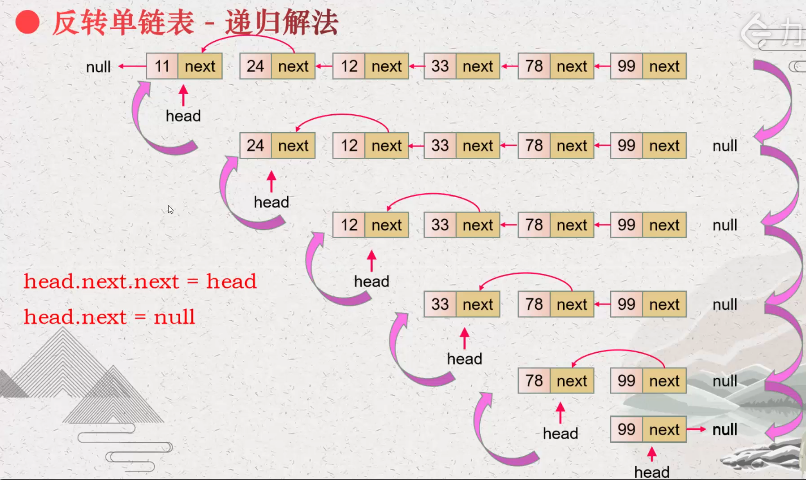 反转单链表 - 递归解法
力
null 11 next 24 next 12 next 33 next 78 next 99 next
head
24 next 12 next 33 next 78 next 99 next null
head
12 next 33 next 78 next 99 next null
head
head.next.next = head
33 next 78 next 99 next null
head.next = null
head
78 next 99 next null
head
99 next null
head